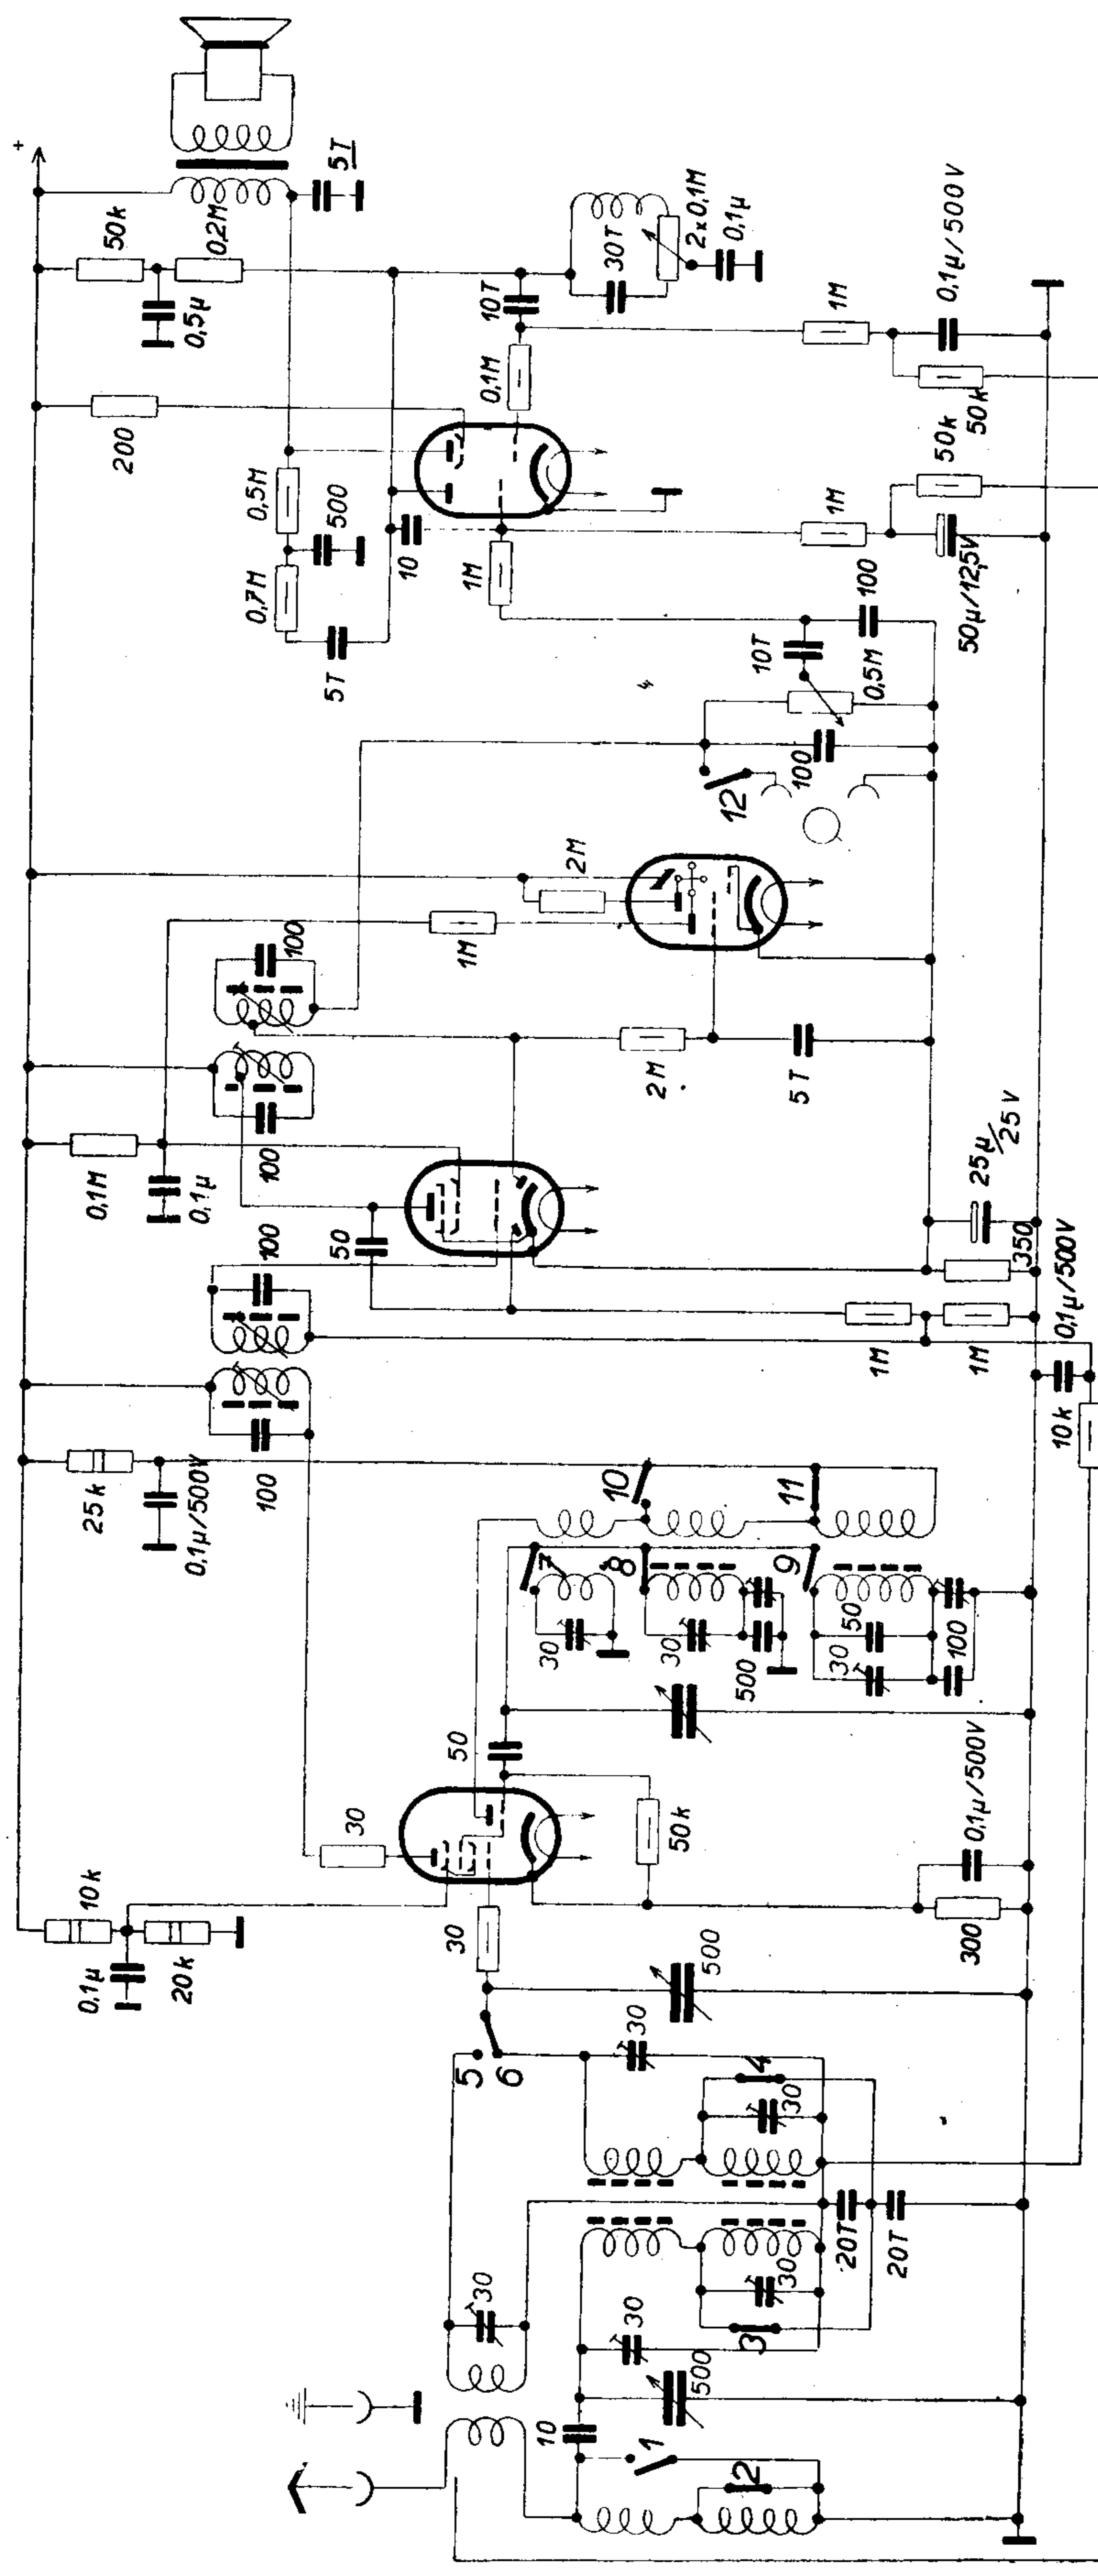 +
50k
0,2M
5T
0,5µ
200
0,5M
500
0,7M
5T
10
1M
0,1M
10T
30T
2x0,1M
0,1µ
1M
0,1µ/500V
50k
50k
1M
50µ/12,5V
100
10T
0,5M
100
12
2M
1M
100
100
2M
5T
0,1M
0,1µ
50
100
25µ/25V
350
0,1µ/500V
1M
1M
10k
25k
0,1µ/500V
100
10
11
7
8
9
30
30
500
30
50
100
50
50k
30
10k
0,1µ
20k
30
0,1µ/500V
300
500
5
6
30
4
30
20T
20T
30
30
30
3
500
10
1
2